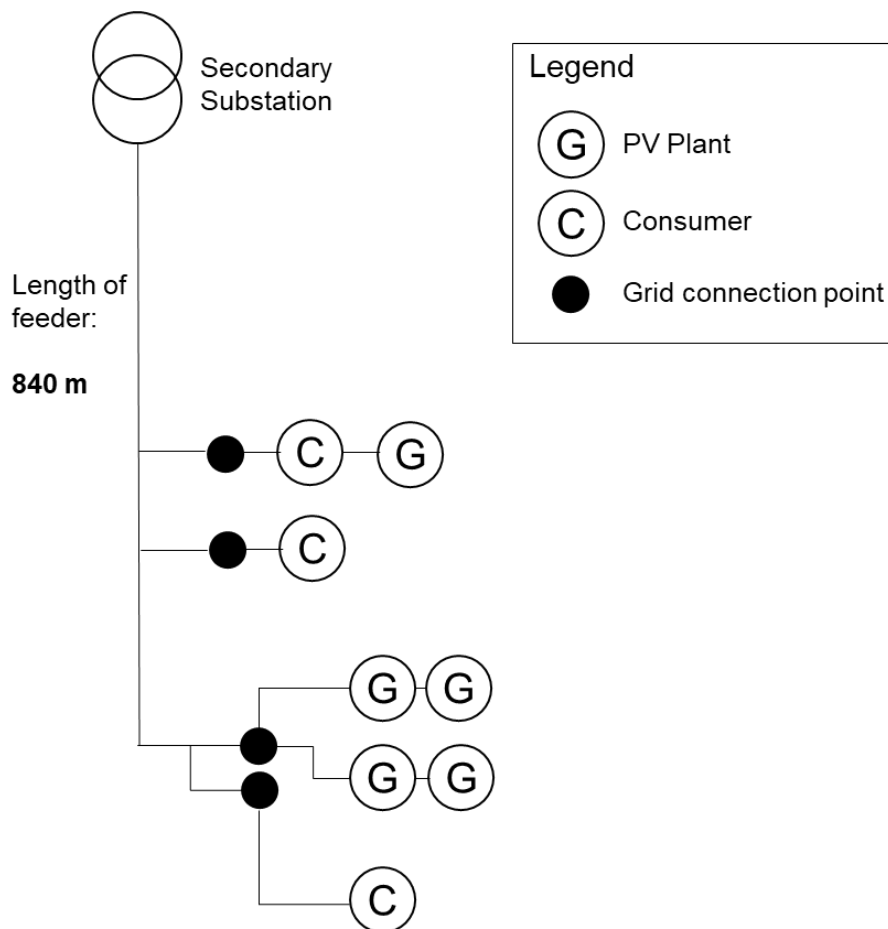 Secondary
Substation
Legend
G
PV Plant
C
Consumer
Grid connection point
Length of
feeder:
840 m
C
G
C
G
G
G
G
C